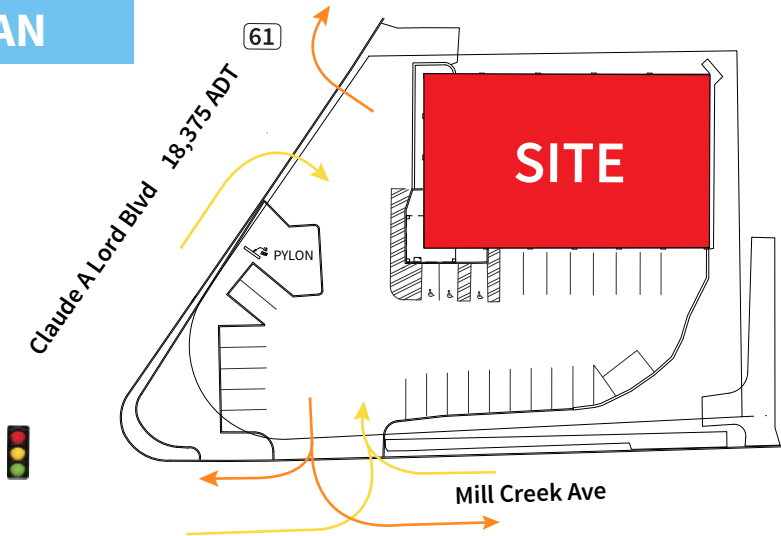 AN
61
Claude A Lord Blvd 18,375 ADT
SITE
PYLON
Mill Creek Ave